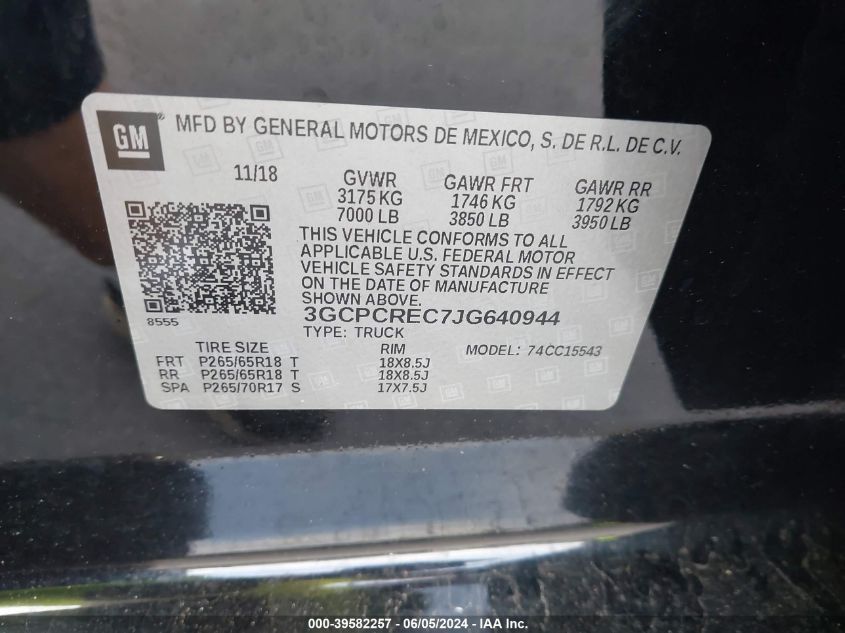 GM ® MFD BY GENERAL MOTORS DE MEXICO, S. DE R.L. DE C.V.
11/18 GVWR GAWR FRT GAWR RR
3175 KG 1746 KG 1792 KG
7000 LB 3850 LB 3950 LB
THIS VEHICLE CONFORMS TO ALL
APPLICABLE U.S. FEDERAL MOTOR
VEHICLE SAFETY STANDARDS IN EFFECT
ON THE DATE OF MANUFACTURE
SHOWN ABOVE.
8555
3GCPCREC7JG640944
TYPE: TRUCK
TIRE SIZE RIM MODEL: 74CC15543
FRT P265/65R18 T 18X8.5J
RR P265/65R18 T 18X8.5J
SPA P265/70R17 S 17X7.5J
000-39582257 - 06/05/2024 - IAA Inc.